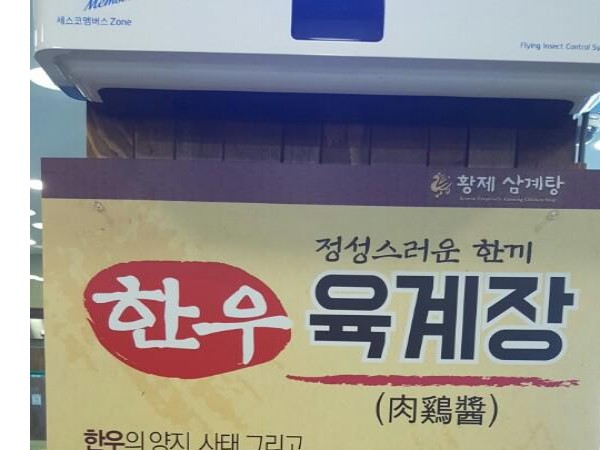 Membe
세스코멤버스 Zone
Flying Insect Control Sy
황제 삼계탕
정성스러운 한끼
한우 육계장
(肉鷄醬)
한우의 양지, 사태 그리고